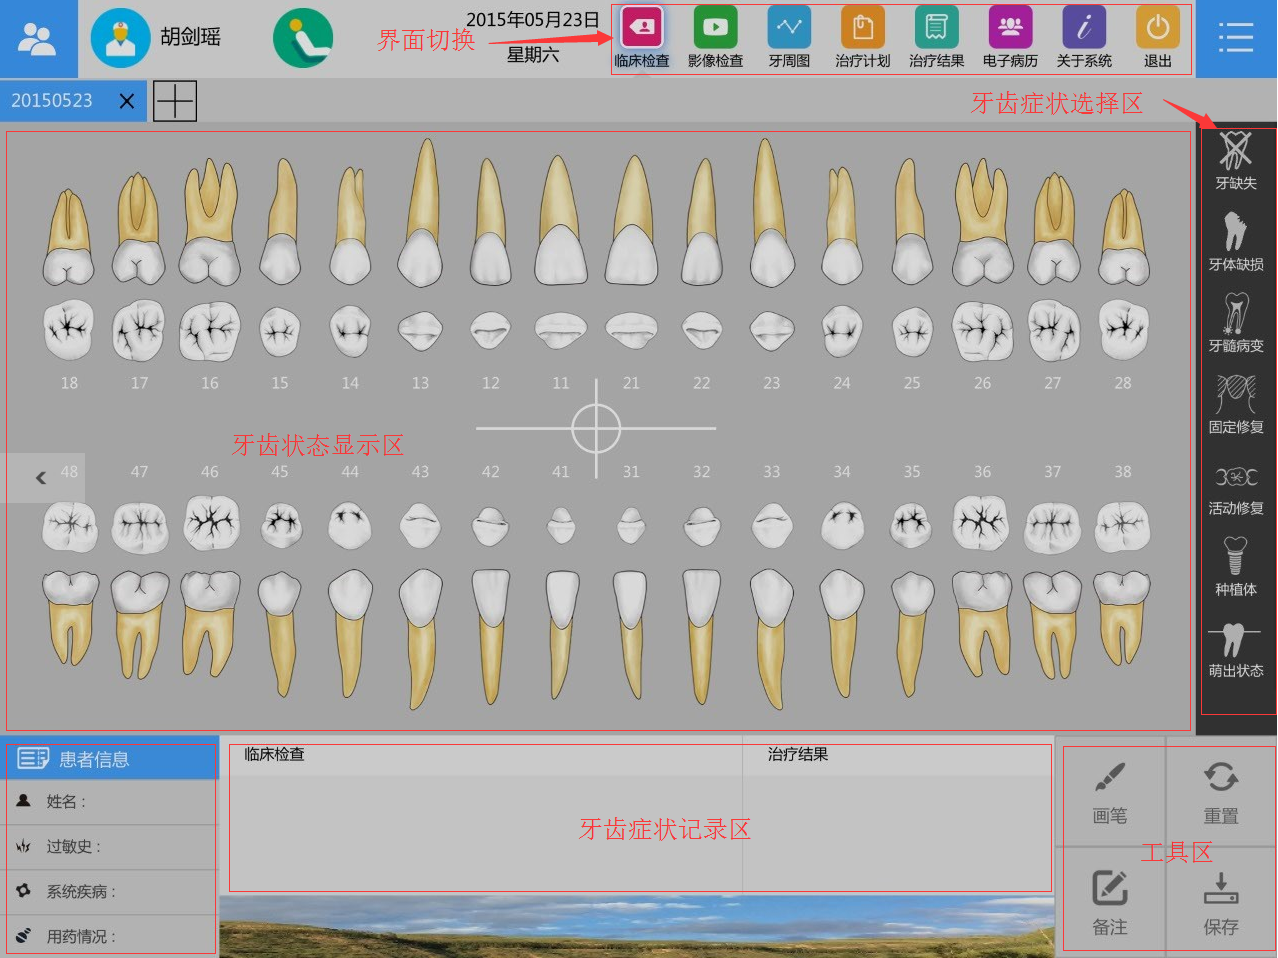 胡剑瑶
2015年05月23日
星期六
界面切换
临床检查 影像检查 牙周图 治疗计划 治疗结果 电子病历 关于系统 退出
20150523
牙齿症状选择区
牙缺失
牙体缺损
牙髓病变
固定修复
活动修复
种植体
萌出状态
18 17 16 15 14 13 12 11 21 22 23 24 25 26 27 28
牙齿状态显示区
48 47 46 45 44 43 42 41 31 32 33 34 35 36 37 38
患者信息
姓名：
过敏史：
系统疾病：
用药情况：
临床检查 治疗结果
牙齿症状记录区
画笔 重置
工具区
备注 保存